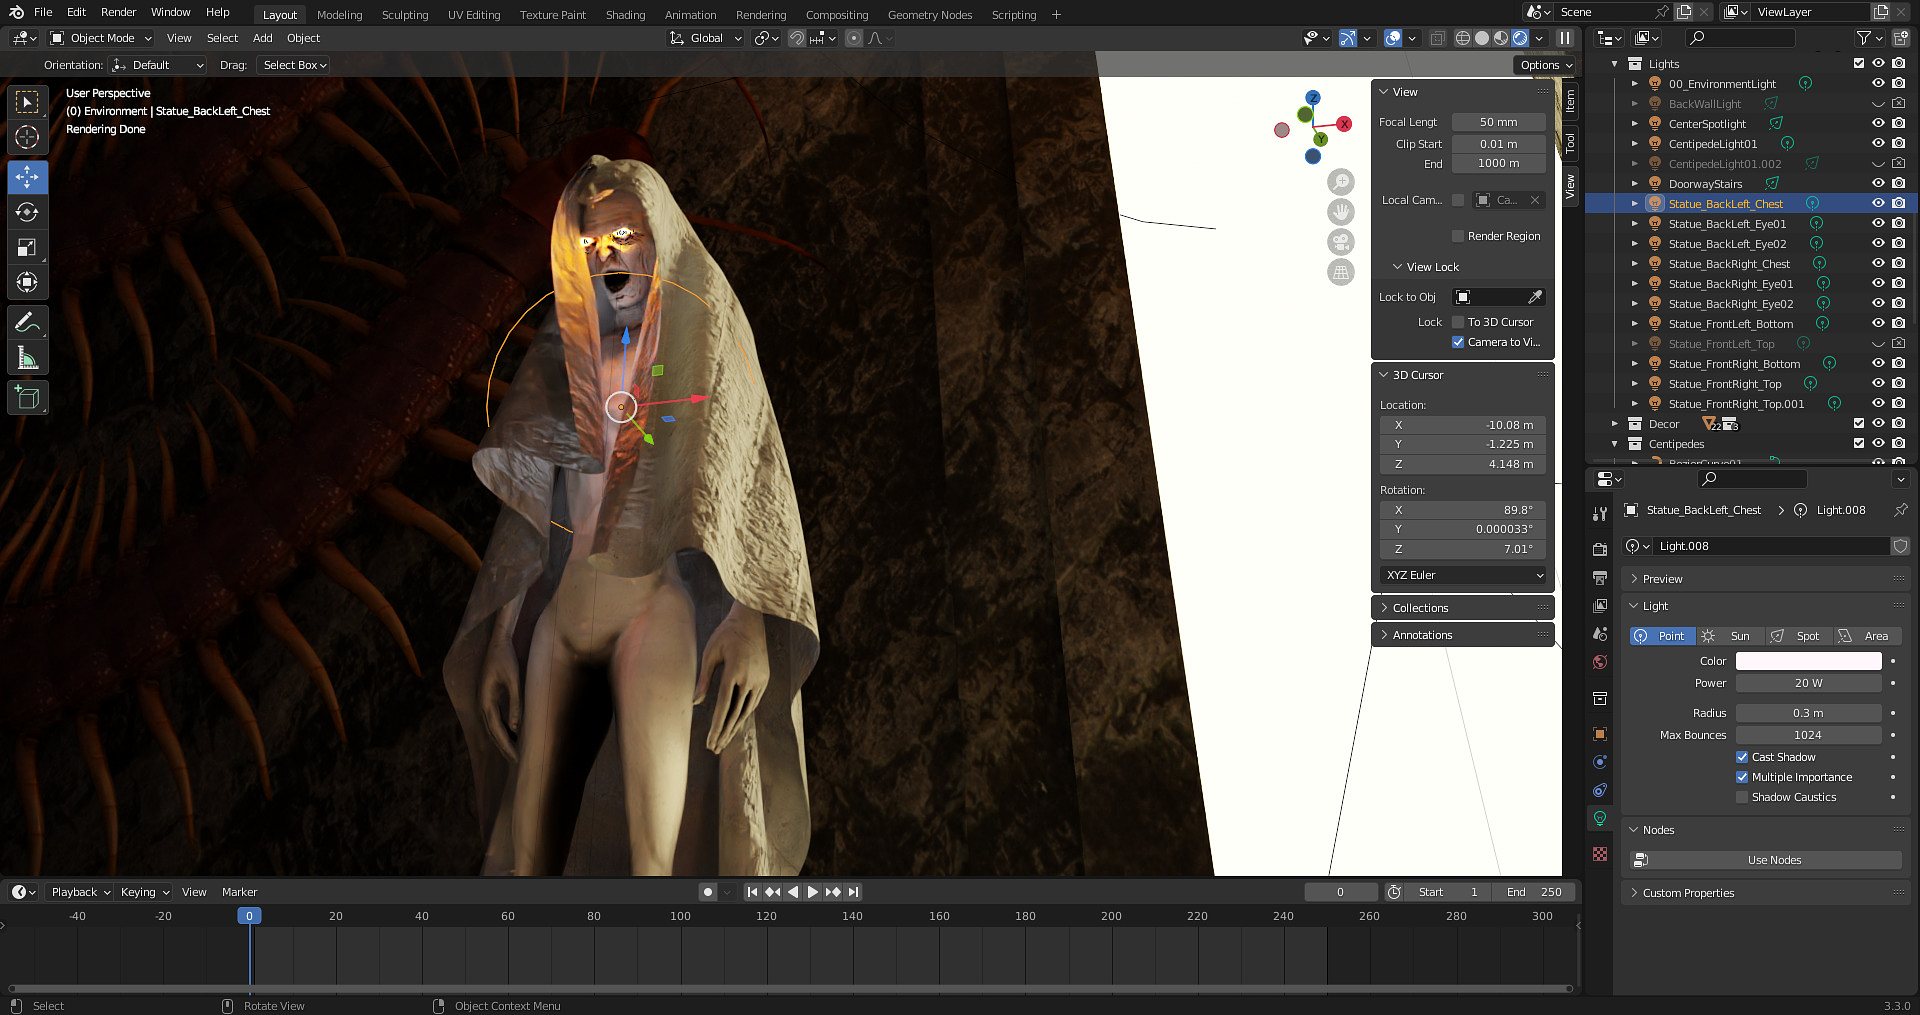 File Edit Render Window Help Layout Modeling Sculpting UV Editing Texture Paint Shading Animation Rendering Compositing Geometry Nodes Scripting + Scene ViewLayer
Object Mode View Select Add Object Global
Orientation: Default Drag: Select Box Options
User Perspective
(0) Environment | Statue_BackLeft_Chest
Rendering Done
Z
X
Y
View
Focal Lengt 50 mm
Clip Start 0.01 m
End 1000 m
Local Cam... Ca...
Render Region
View Lock
Lock to Obj
Lock To 3D Cursor
Camera to Vi...
3D Cursor
Location:
X -10.08 m
Y -1.225 m
Z 4.148 m
Rotation:
X 89.8°
Y 0.000033°
Z 7.01°
XYZ Euler
Collections
Annotations
Item
Tool
View
Lights
00_EnvironmentLight
BackWallLight
CenterSpotlight
CentipedeLight01
CentipedeLight01.002
DoorwayStairs
Statue_BackLeft_Chest
Statue_BackLeft_Eye01
Statue_BackLeft_Eye02
Statue_BackRight_Chest
Statue_BackRight_Eye01
Statue_BackRight_Eye02
Statue_FrontLeft_Bottom
Statue_FrontLeft_Top
Statue_FrontRight_Bottom
Statue_FrontRight_Top
Statue_FrontRight_Top.001
Decor 22 3
Centipedes
BezierCurve01
Statue_BackLeft_Chest Light.008
Light.008
Preview
Light
Point Sun Spot Area
Color
Power 20 W
Radius 0.3 m
Max Bounces 1024
Cast Shadow
Multiple Importance
Shadow Caustics
Nodes
Use Nodes
Custom Properties
Playback Keying View Marker 0 Start 1 End 250
-40 -20 0 20 40 60 80 100 120 140 160 180 200 220 240 260 280 300
Select Rotate View Object Context Menu 3.3.0